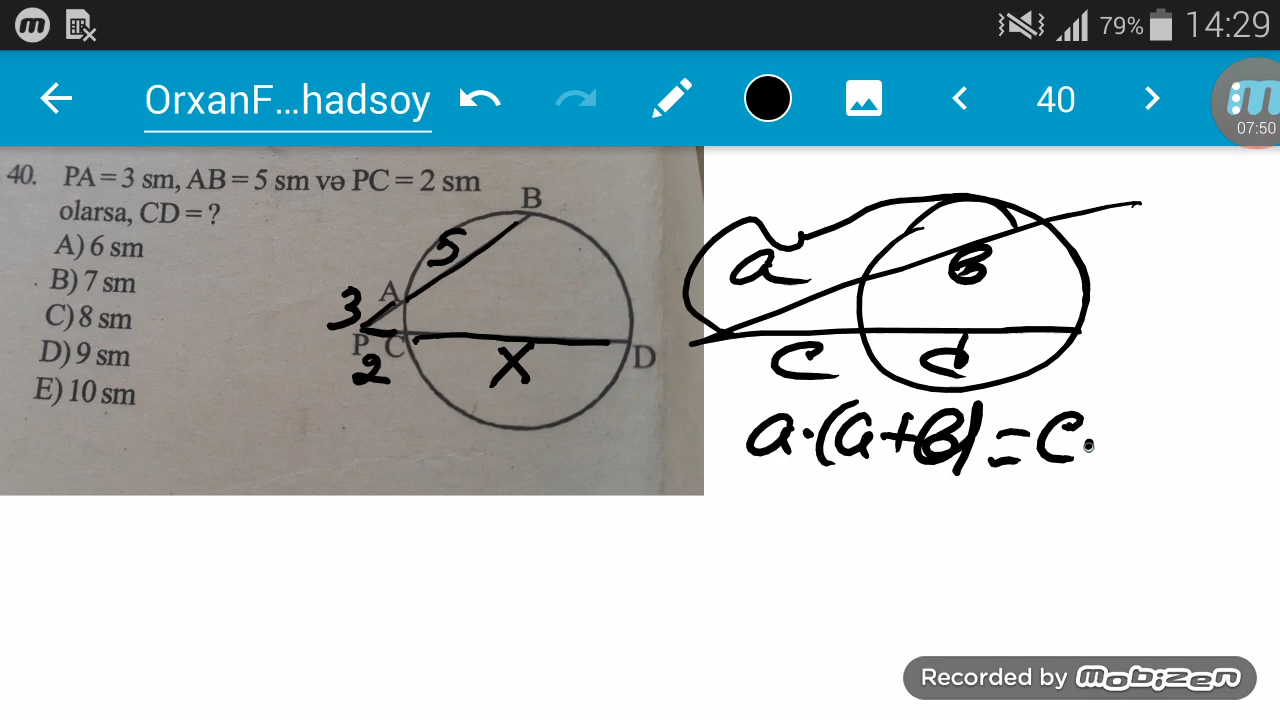 79% 14:29
OrxanF...hadsoy 40
07:50
40. PA = 3 sm, AB = 5 sm və PC = 2 sm
olarsa, CD = ?
A) 6 sm
B) 7 sm
C) 8 sm
D) 9 sm
E) 10 sm
B
5
A
3
P C D
2 X
a b
c d
a·(a+b)=c·
Recorded by mobizen